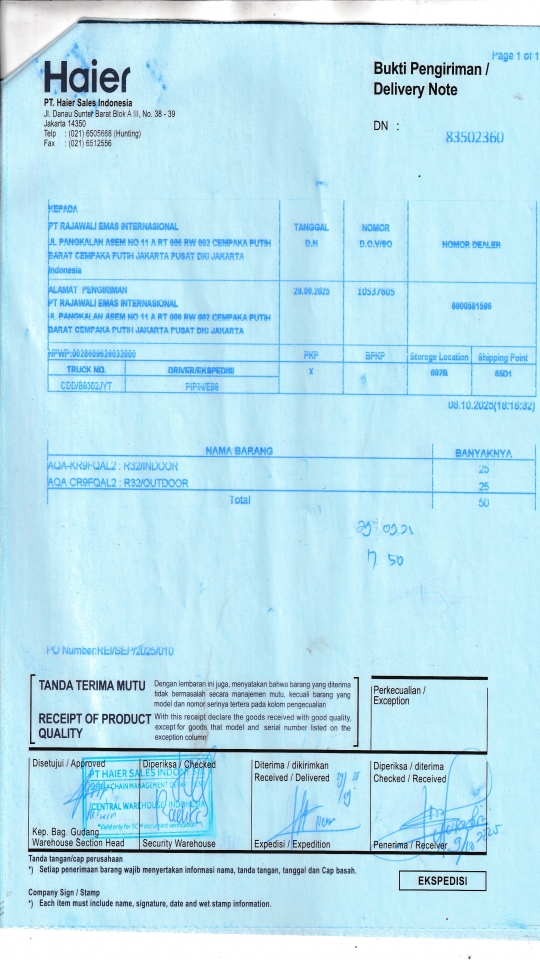 Page 1 of 1
Haier
PT. Haier Sales Indonesia
Jl. Danau Sunter Barat Blok A III, No. 38 - 39
Jakarta 14350
Telp : (021) 6505668 (Hunting)
Fax : (021) 6512556
Bukti Pengiriman /
Delivery Note
DN :
83502360
KEPADA
PT RAJAWALI EMAS INTERNASIONAL
JL PANGKALAN ASEM NO 11 A RT 006 RW 002 CEMPAKA PUTIH
BARAT CEMPAKA PUTIH JAKARTA PUSAT DKI JAKARTA
Indonesia
TANGGAL
D.N
NOMOR
D.O./SO
NOMOR DEALER
ALAMAT PENGIRIMAN
PT RAJAWALI EMAS INTERNASIONAL
JL PANGKALAN ASEM NO 11 A RT 006 RW 002 CEMPAKA PUTIH
BARAT CEMPAKA PUTIH JAKARTA PUSAT DKI JAKARTA
29.09.2025
10537605
NPWP:
PKP
BPKP
Storege Location
Shipping Point
TRUCK NO.
DRIVER/EKSPEDISI
X
6501
08.10.2025(16:16:32)
NAMA BARANG
BANYAKNYA
AQA-KR9FQAL2 : R32/INDOOR
25
AQA CR9FQAL2 : R32/OUTDOOR
25
Total
50
50
PO Number:REI/SEP/2025/010
TANDA TERIMA MUTU
Dengan lembaran ini juga, menyatakan bahwa barang yang diterima
tidak bermasalah secara manajemen mutu, kecuali barang yang
model dan nomor serinya tertera pada kolom pengecualian
RECEIPT OF PRODUCT
QUALITY
With this receipt declare the goods received with good quality,
except for goods that model and serial number listed on the
exception column
Perkecualian /
Exception
Disetujui / Approved
Diperiksa / Checked
Diterima / dikirimkan
Received / Delivered
Diperiksa / diterima
Checked / Received
PT HAIER SALES INDONESIA
CENTRAL WAREHOUSE INDONESIA
Kep. Bag. Gudang
Warehouse Section Head
Security Warehouse
Expedisi / Expedition
Penerima / Receiver
Tanda tangan/cap perusahaan
*) Setiap penerimaan barang wajib menyertakan informasi nama, tanda tangan, tanggal dan Cap basah.
EKSPEDISI
Company Sign / Stamp
*) Each item must include name, signature, date and wet stamp information.